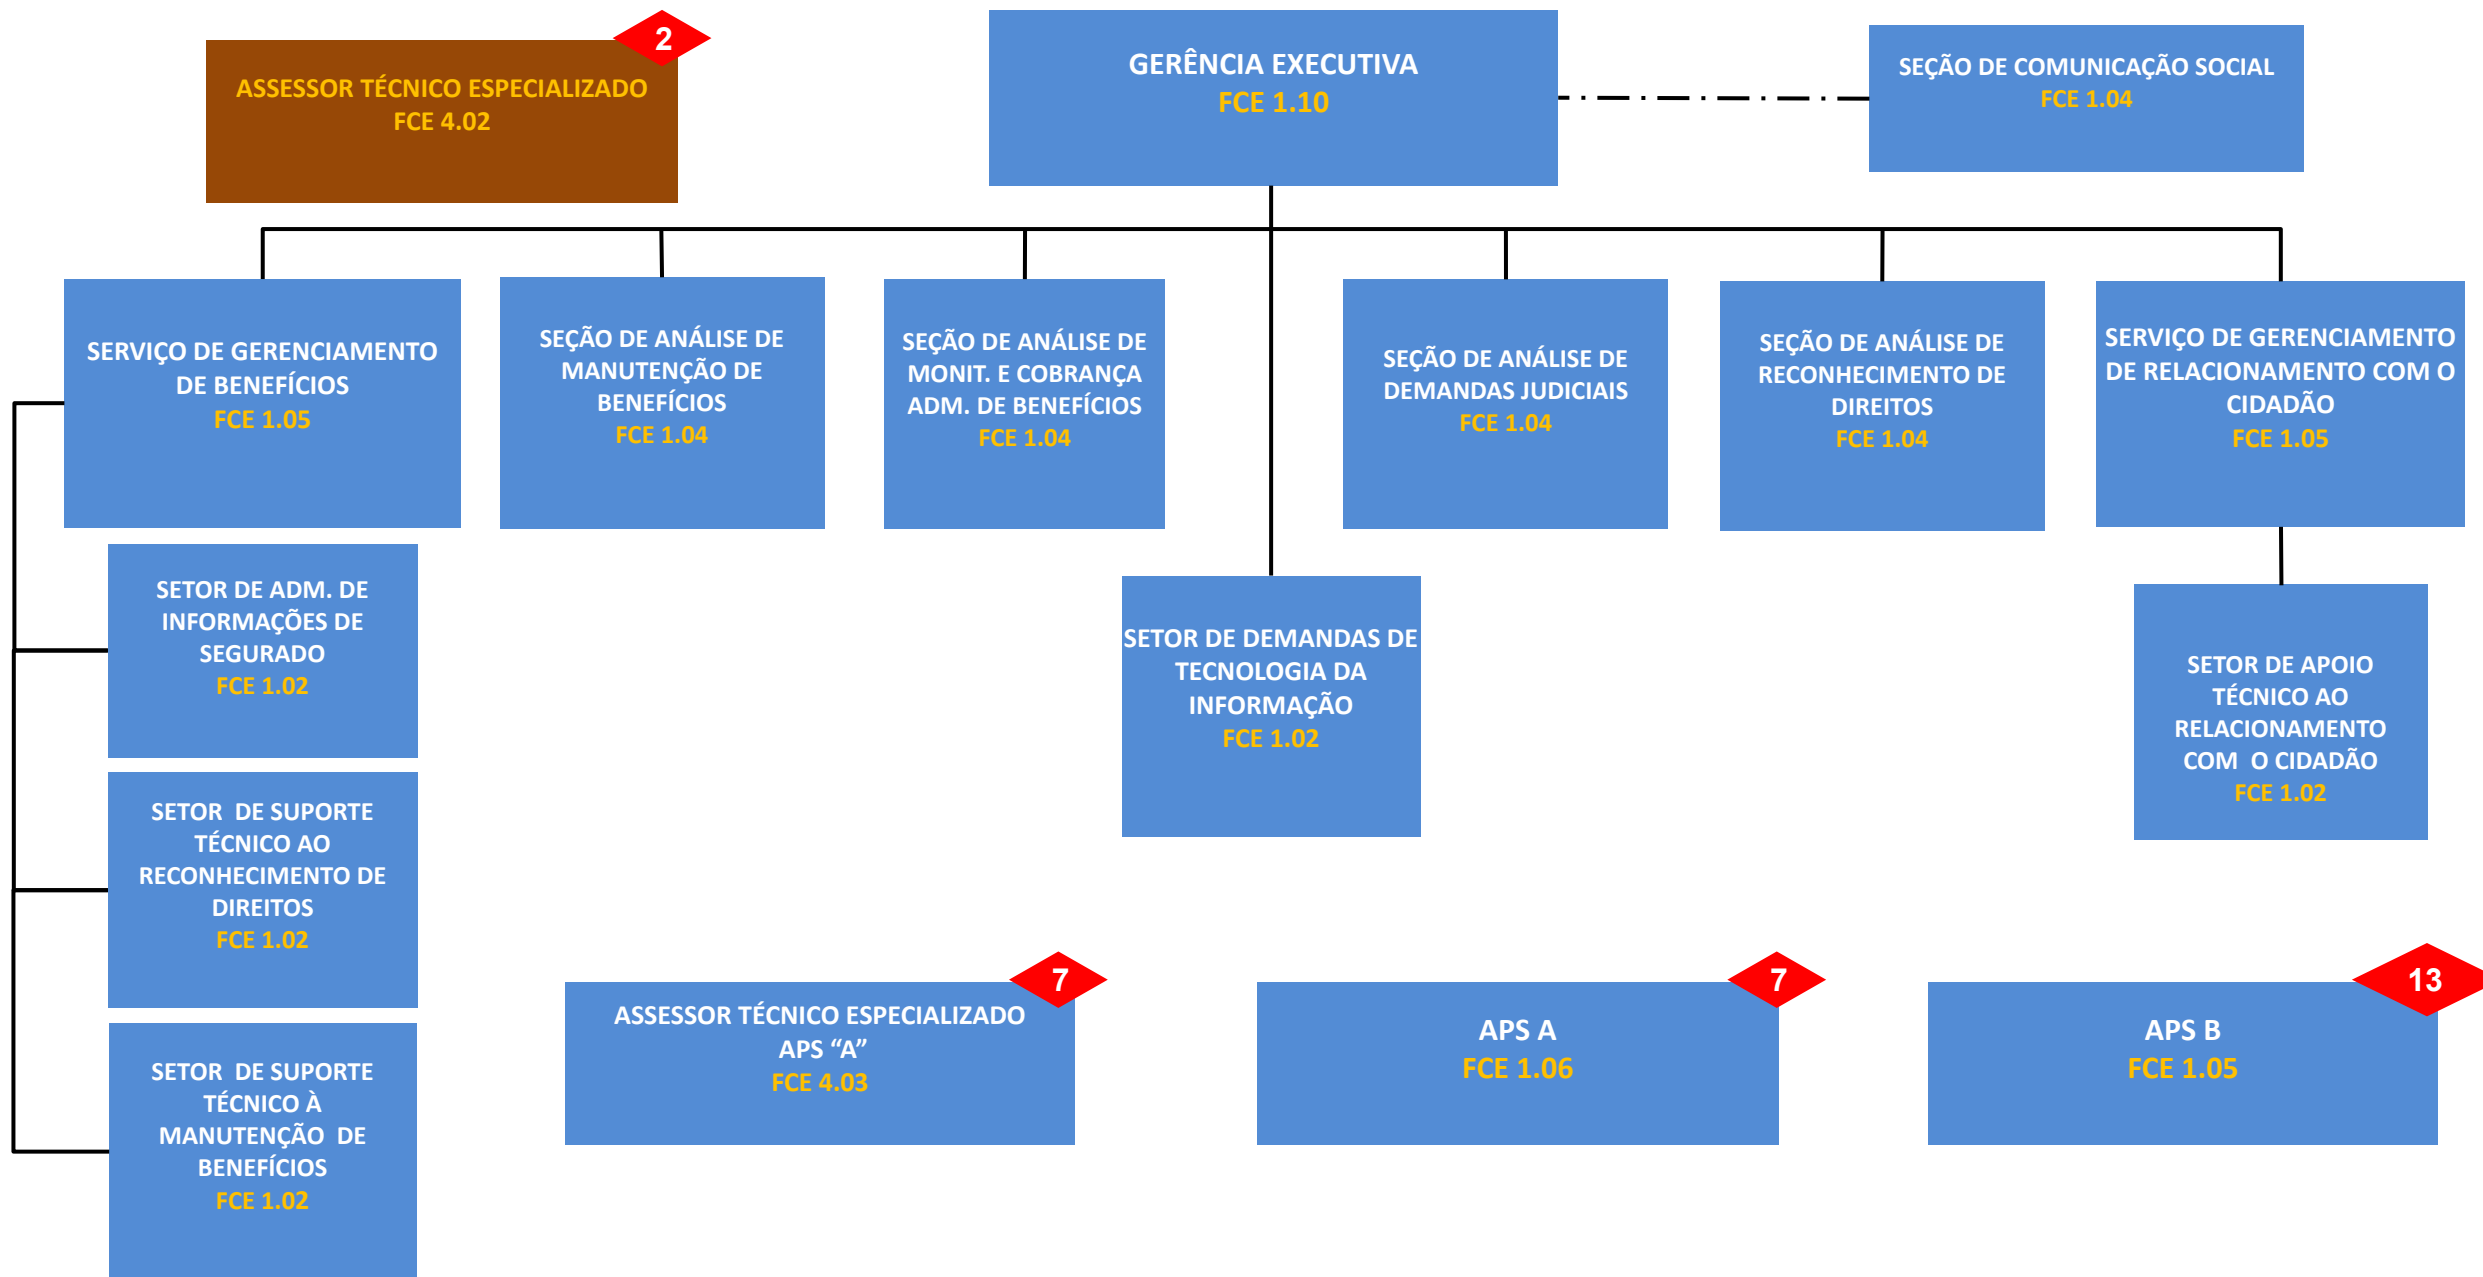 2
ASSESSOR TÉCNICO ESPECIALIZADO
FCE 4.02
GERÊNCIA EXECUTIVA
FCE 1.10
SEÇÃO DE COMUNICAÇÃO SOCIAL
FCE 1.04
SERVIÇO DE GERENCIAMENTO
DE BENEFÍCIOS
FCE 1.05
SEÇÃO DE ANÁLISE DE
MANUTENÇÃO DE
BENEFÍCIOS
FCE 1.04
SEÇÃO DE ANÁLISE DE
MONIT. E COBRANÇA
ADM. DE BENEFÍCIOS
FCE 1.04
SEÇÃO DE ANÁLISE DE
DEMANDAS JUDICIAIS
FCE 1.04
SEÇÃO DE ANÁLISE DE
RECONHECIMENTO DE
DIREITOS
FCE 1.04
SERVIÇO DE GERENCIAMENTO
DE RELACIONAMENTO COM O
CIDADÃO
FCE 1.05
SETOR DE ADM. DE
INFORMAÇÕES DE
SEGURADO
FCE 1.02
SETOR DE DEMANDAS DE
TECNOLOGIA DA
INFORMAÇÃO
FCE 1.02
SETOR DE APOIO
TÉCNICO AO
RELACIONAMENTO
COM O CIDADÃO
FCE 1.02
SETOR DE SUPORTE
TÉCNICO AO
RECONHECIMENTO DE
DIREITOS
FCE 1.02
SETOR DE SUPORTE
TÉCNICO À
MANUTENÇÃO DE
BENEFÍCIOS
FCE 1.02
7
ASSESSOR TÉCNICO ESPECIALIZADO
APS “A”
FCE 4.03
7
APS A
FCE 1.06
13
APS B
FCE 1.05